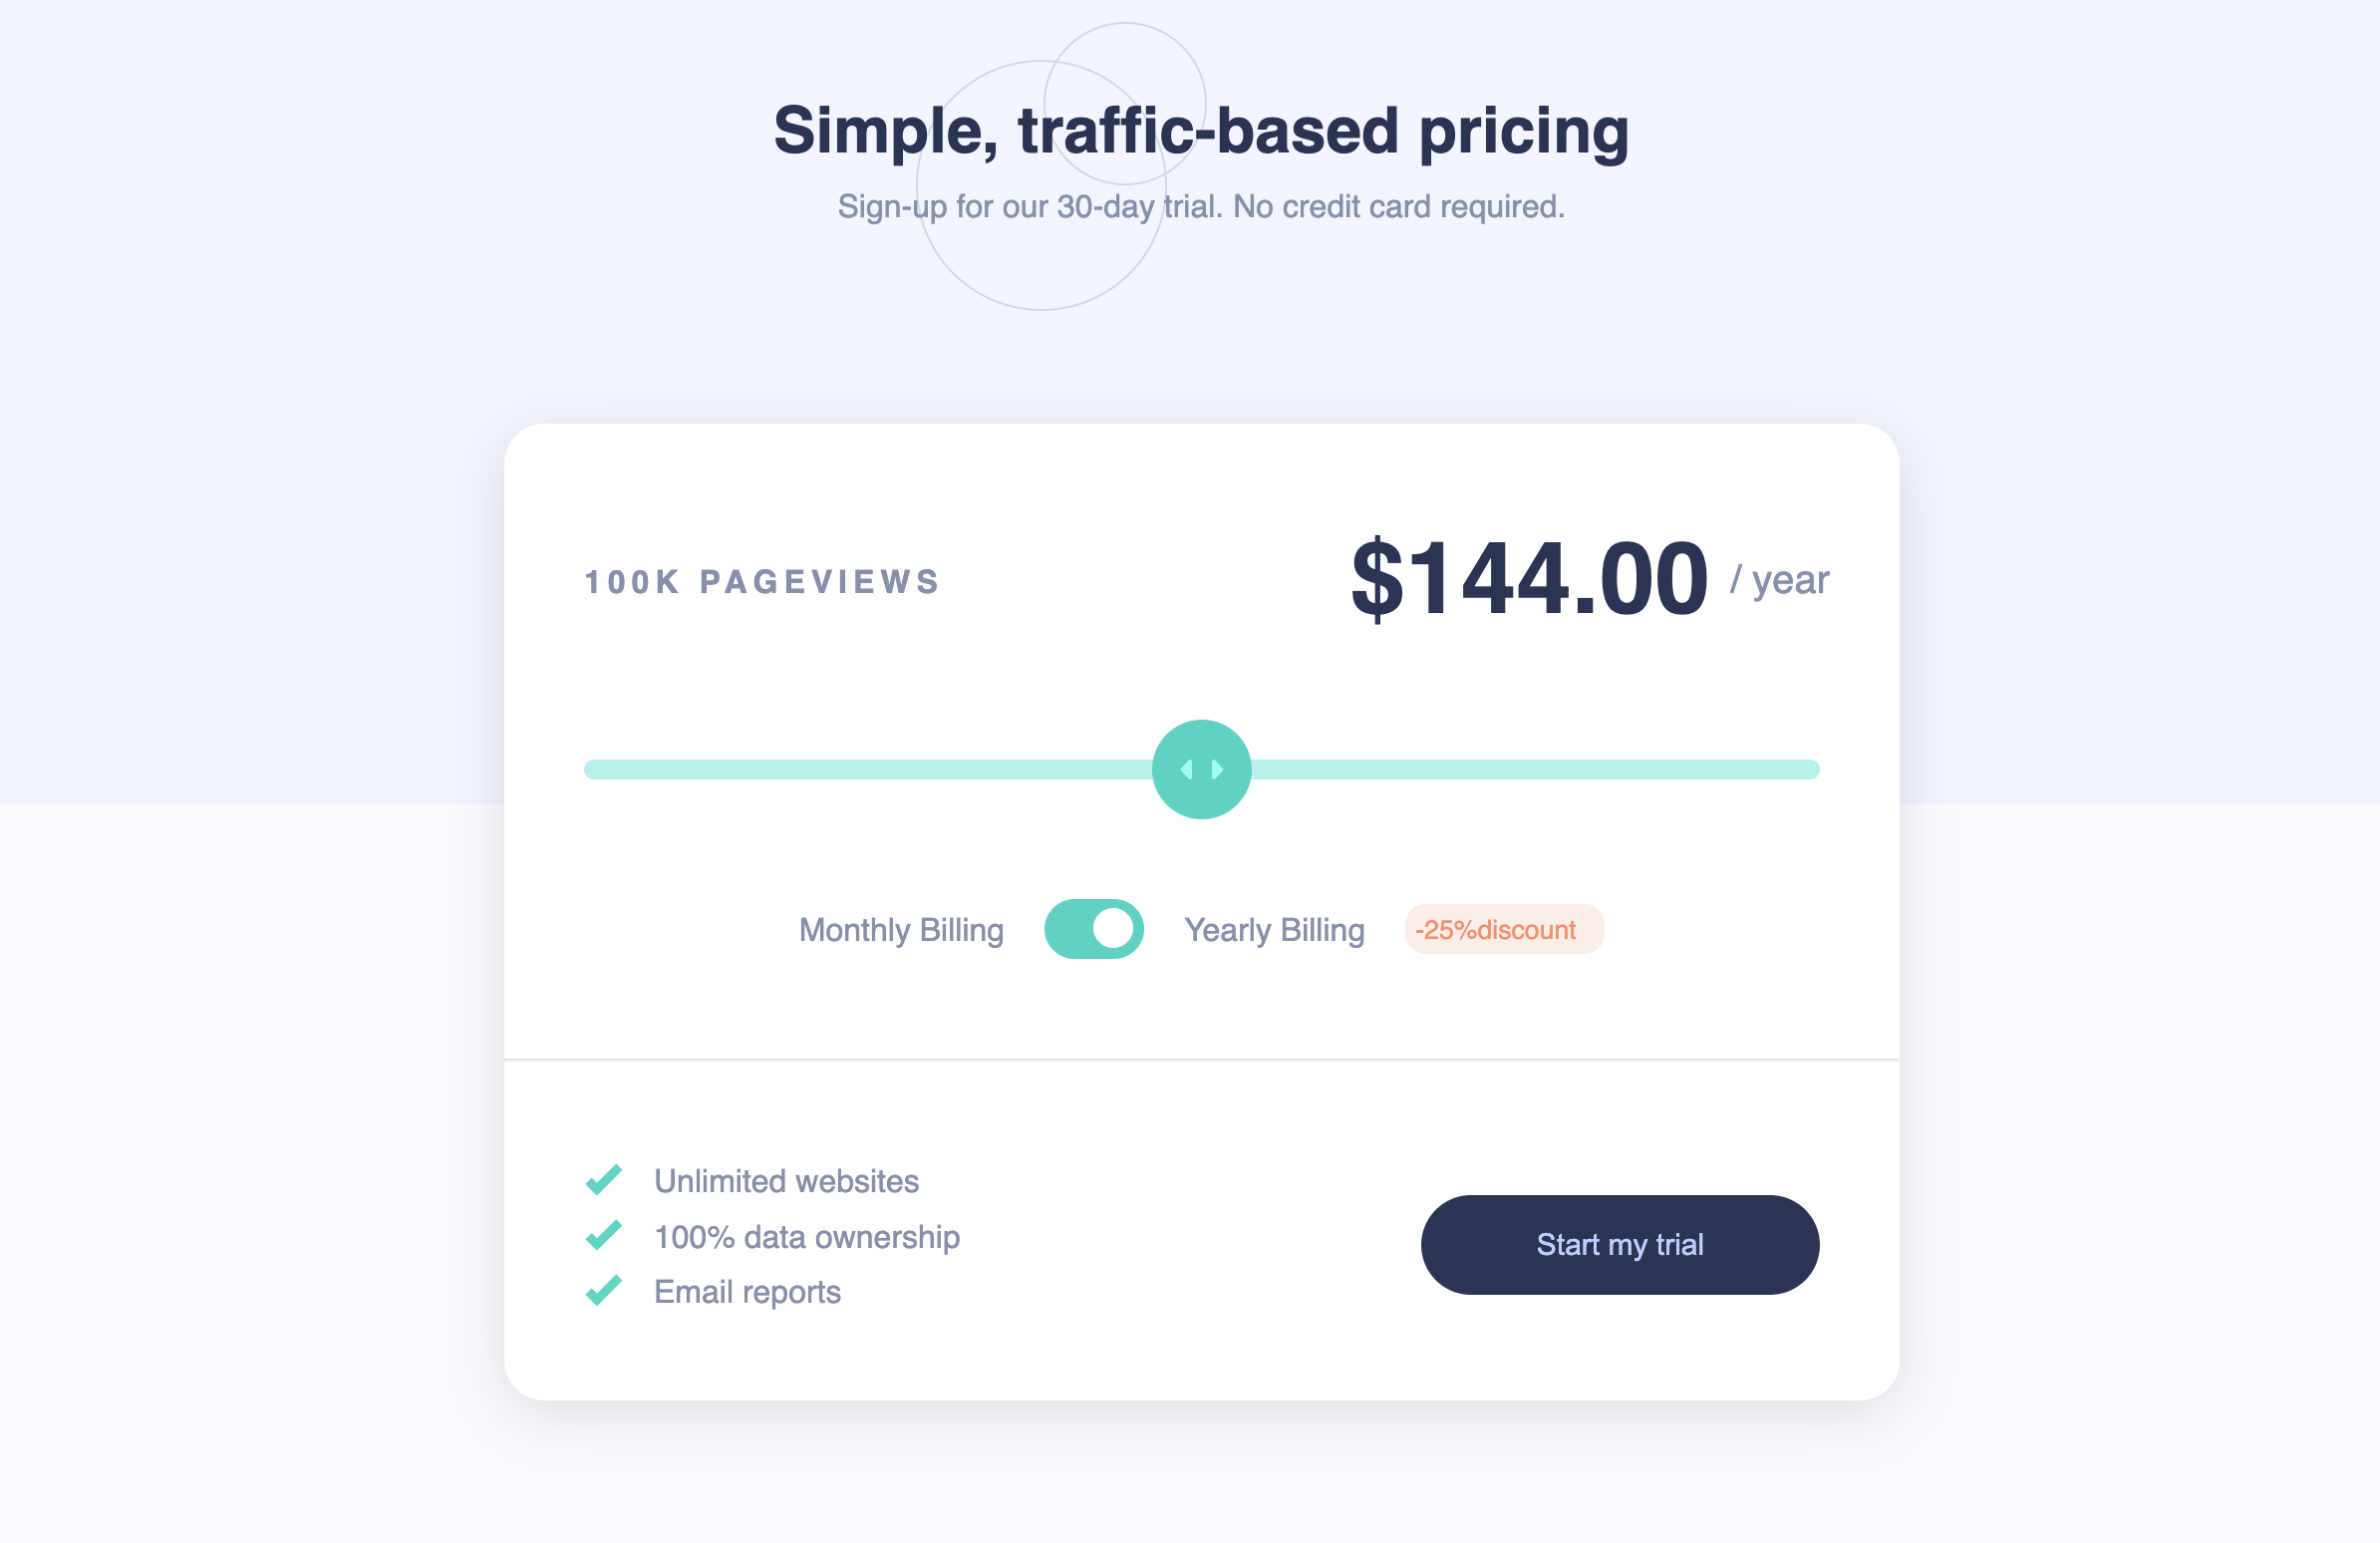 Simple, traffic-based pricing
Sign-up for our 30-day trial. No credit card required.
100K PAGEVIEWS
$144.00 / year
Monthly Billing
Yearly Billing
-25%discount
Unlimited websites
100% data ownership
Email reports
Start my trial